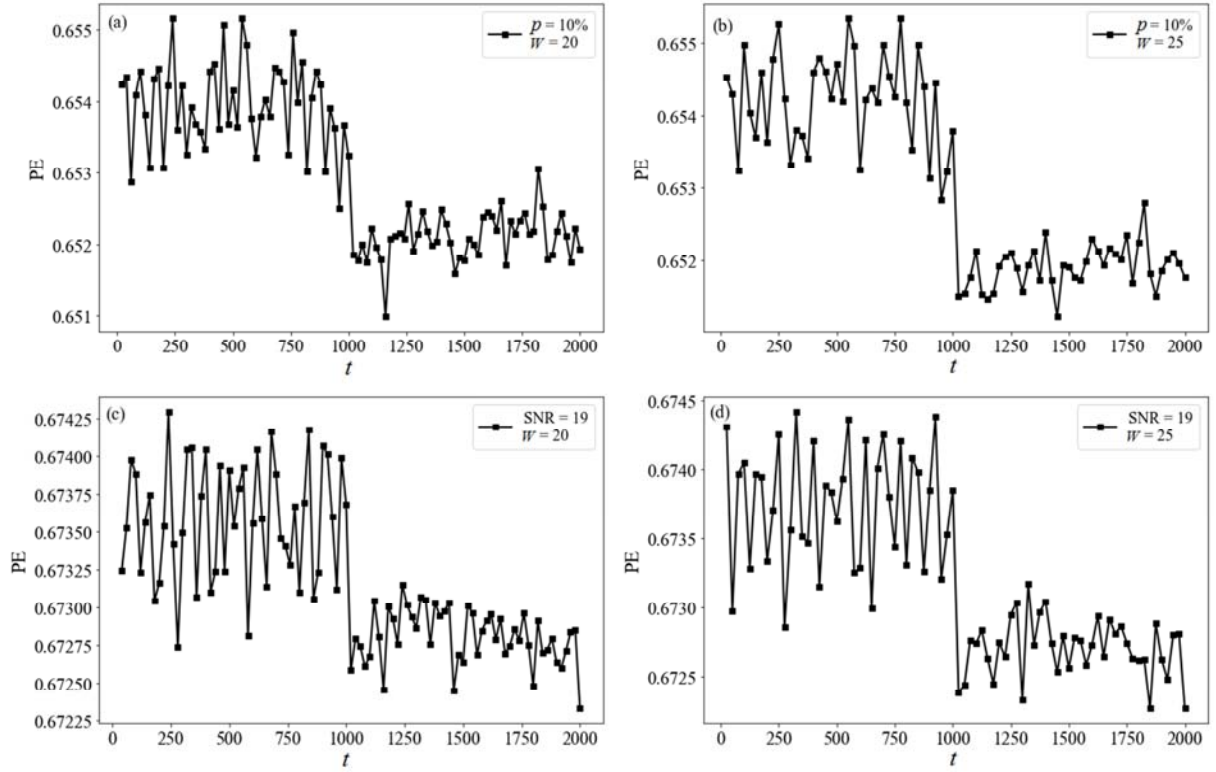 (a)
p = 10%
W = 20
0.655
0.654
0.653
0.652
0.651
PE
0 250 500 750 1000 1250 1500 1750 2000
t
(b)
p = 10%
W = 25
0.655
0.654
0.653
0.652
PE
0 250 500 750 1000 1250 1500 1750 2000
t
(c)
SNR = 19
W = 20
0.67425
0.67400
0.67375
0.67350
0.67325
0.67300
0.67275
0.67250
0.67225
PE
0 250 500 750 1000 1250 1500 1750 2000
t
(d)
SNR = 19
W = 25
0.6745
0.6740
0.6735
0.6730
0.6725
PE
0 250 500 750 1000 1250 1500 1750 2000
t